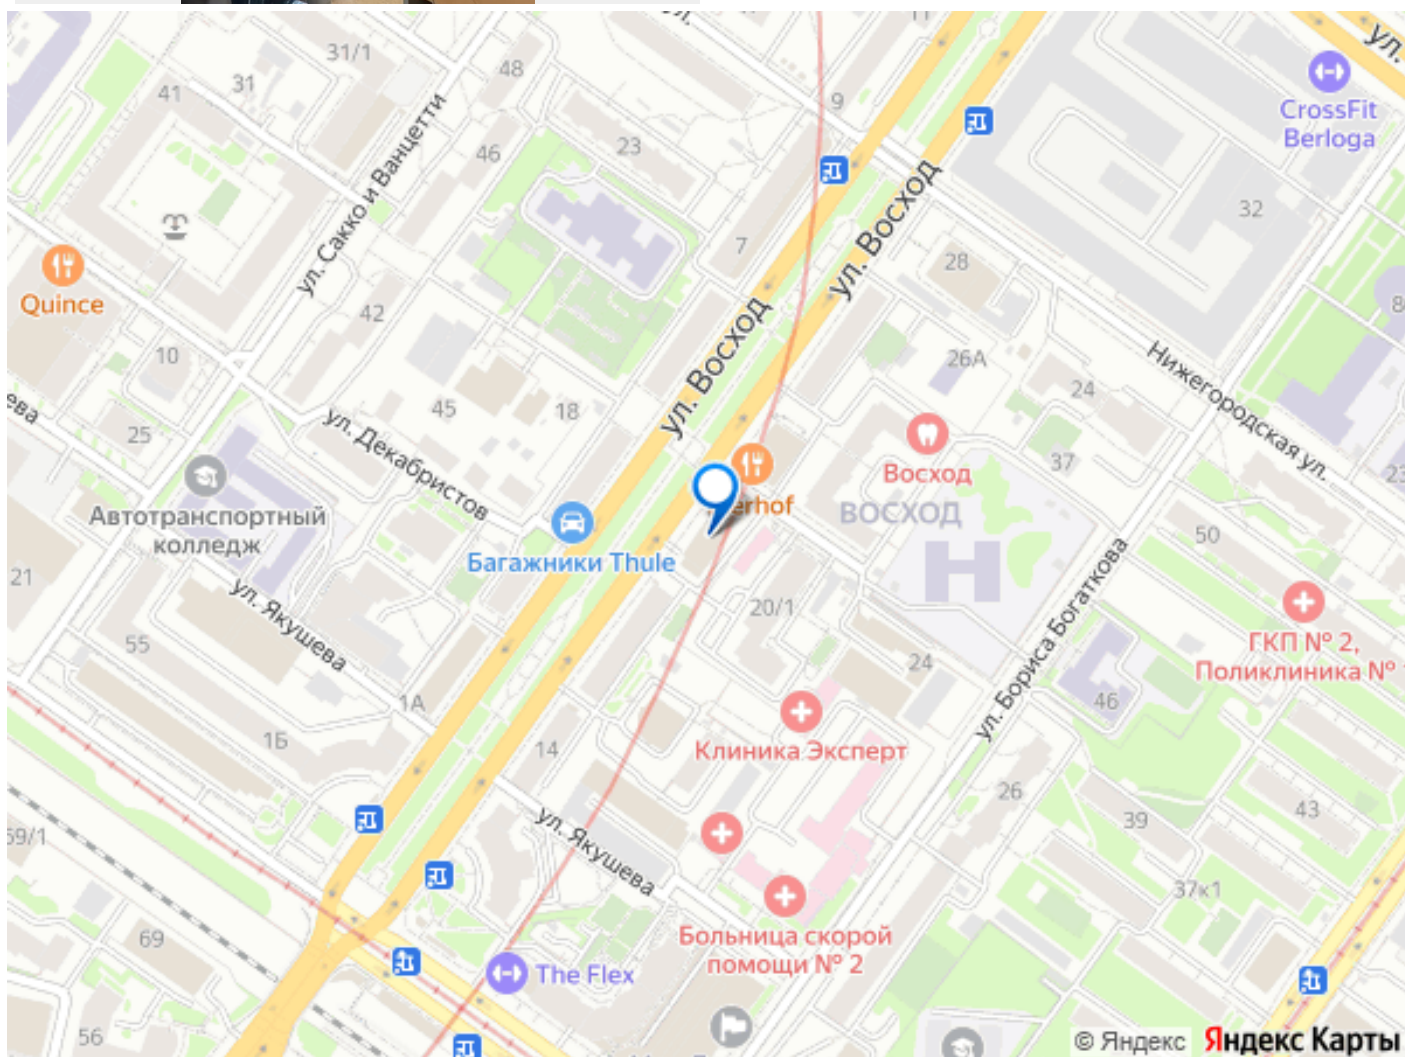 31/1
31
41
48
46
23
9
7
32
CrossFit
Berloga
ул. Сакко и Ванцетти
ул. Восход
ул. Восход
28
Quince
42
10
26А
24
Нижегородская ул.
45
18
25
ул. Декабристов
37
Восход
ВОСХОД
Автотранспортный
колледж
Багажники Thule
50
21
ул. Якушева
20/1
24
ул. Бориса Богаткова
ГКП № 2,
Поликлиника №
55
1А
46
1Б
14
Клиника Эксперт
26
39
43
ул. Якушева
37к1
69
Больница скорой
помощи № 2
The Flex
56
© Яндекс
Яндекс Карты